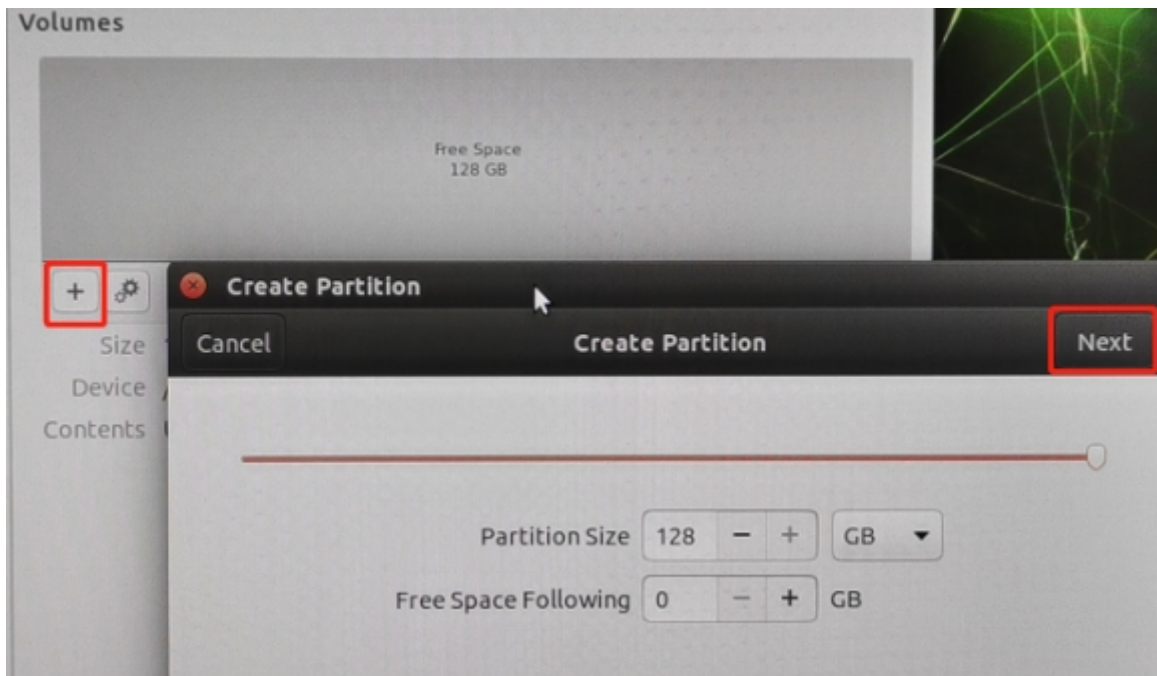 Volumes
Free Space
128 GB
Create Partition
Cancel
Create Partition
Next
Size
Device
Contents
Partition Size 128 − + GB
Free Space Following 0 − + GB